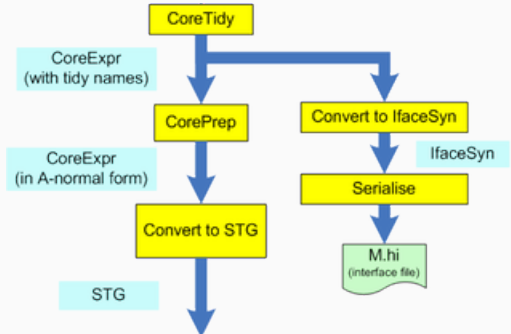 CoreTidy
CoreExpr
(with tidy names)
CorePrep
Convert to IfaceSyn
CoreExpr
(in A-normal form)
IfaceSyn
Serialise
Convert to STG
M.hi
(interface file)
STG